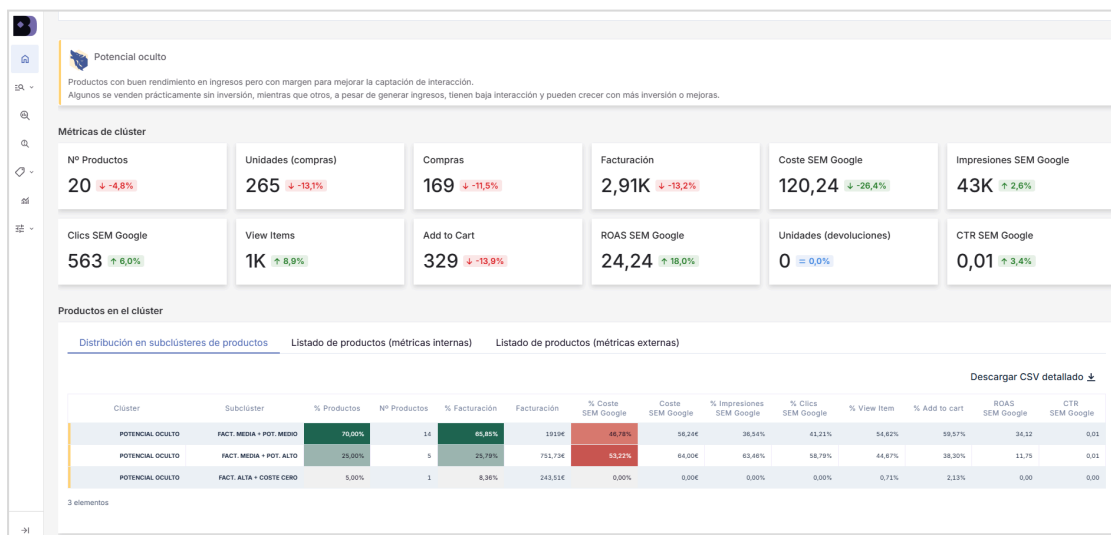 Potencial oculto
Productos con buen rendimiento en ingresos pero con margen para mejorar la captación de interacción.
Algunos se venden prácticamente sin inversión, mientras que otros, a pesar de generar ingresos, tienen baja interacción y pueden crecer con más inversión o mejoras.
Métricas de clúster
Nº Productos
20 ↓ -4,8%
Unidades (compras)
265 ↓ -13,1%
Compras
169 ↓ -11,5%
Facturación
2,91K ↓ -13,2%
Coste SEM Google
120,24 ↓ -26,4%
Impresiones SEM Google
43K ↑ 2,6%
Clics SEM Google
563 ↑ 6,0%
View Items
1K ↑ 8,9%
Add to Cart
329 ↓ -13,9%
ROAS SEM Google
24,24 ↑ 18,0%
Unidades (devoluciones)
0 = 0,0%
CTR SEM Google
0,01 ↑ 3,4%
Productos en el clúster
Distribución en subclústeres de productos Listado de productos (métricas internas) Listado de productos (métricas externas)
Descargar CSV detallado
Clúster Subclúster % Productos Nº Productos % Facturación Facturación % Coste SEM Google Coste SEM Google % Impresiones SEM Google % Clics SEM Google % View Item % Add to cart ROAS SEM Google CTR SEM Google
POTENCIAL OCULTO FACT. MEDIA + POT. MEDIO 70,00% 14 65,85% 1919€ 46,78% 56,24€ 36,54% 41,21% 54,62% 59,57% 34,12 0,01
POTENCIAL OCULTO FACT. MEDIA + POT. ALTO 25,00% 5 25,79% 751,73€ 53,22% 64,00€ 63,46% 58,79% 44,67% 38,30% 11,75 0,01
POTENCIAL OCULTO FACT. ALTA + COSTE CERO 5,00% 1 8,36% 243,51€ 0,00% 0,00€ 0,00% 0,00% 0,71% 2,13% 0,00 0,00
3 elementos